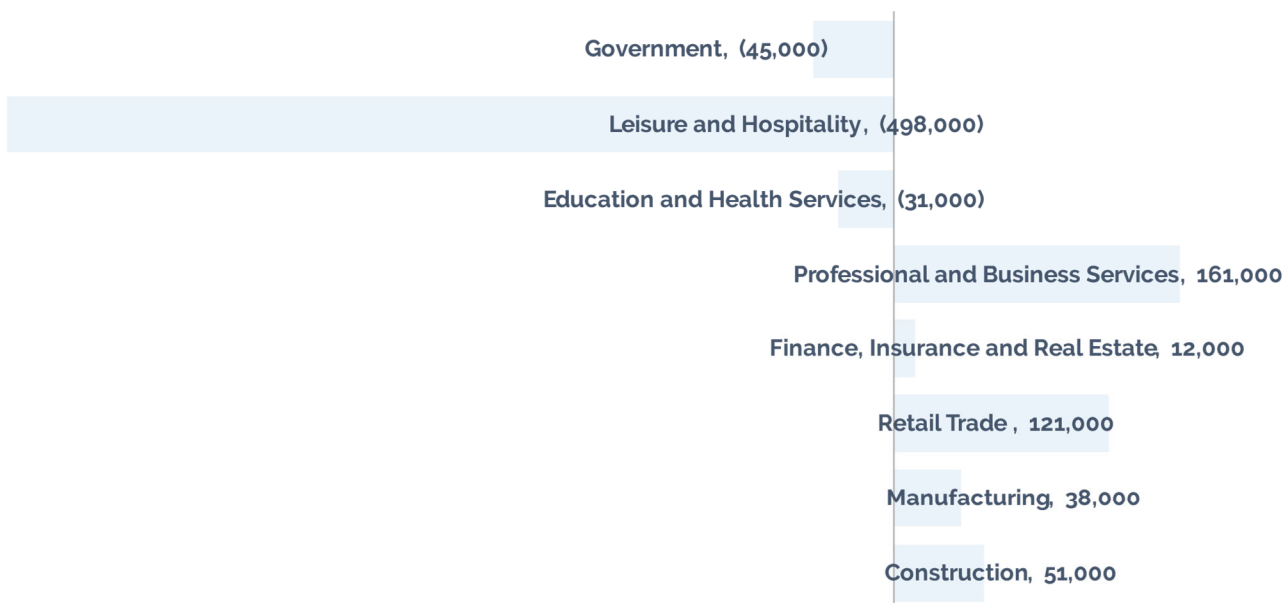 Government, (45,000)
Leisure and Hospitality, (498,000)
Education and Health Services, (31,000)
Professional and Business Services, 161,000
Finance, Insurance and Real Estate, 12,000
Retail Trade , 121,000
Manufacturing, 38,000
Construction, 51,000